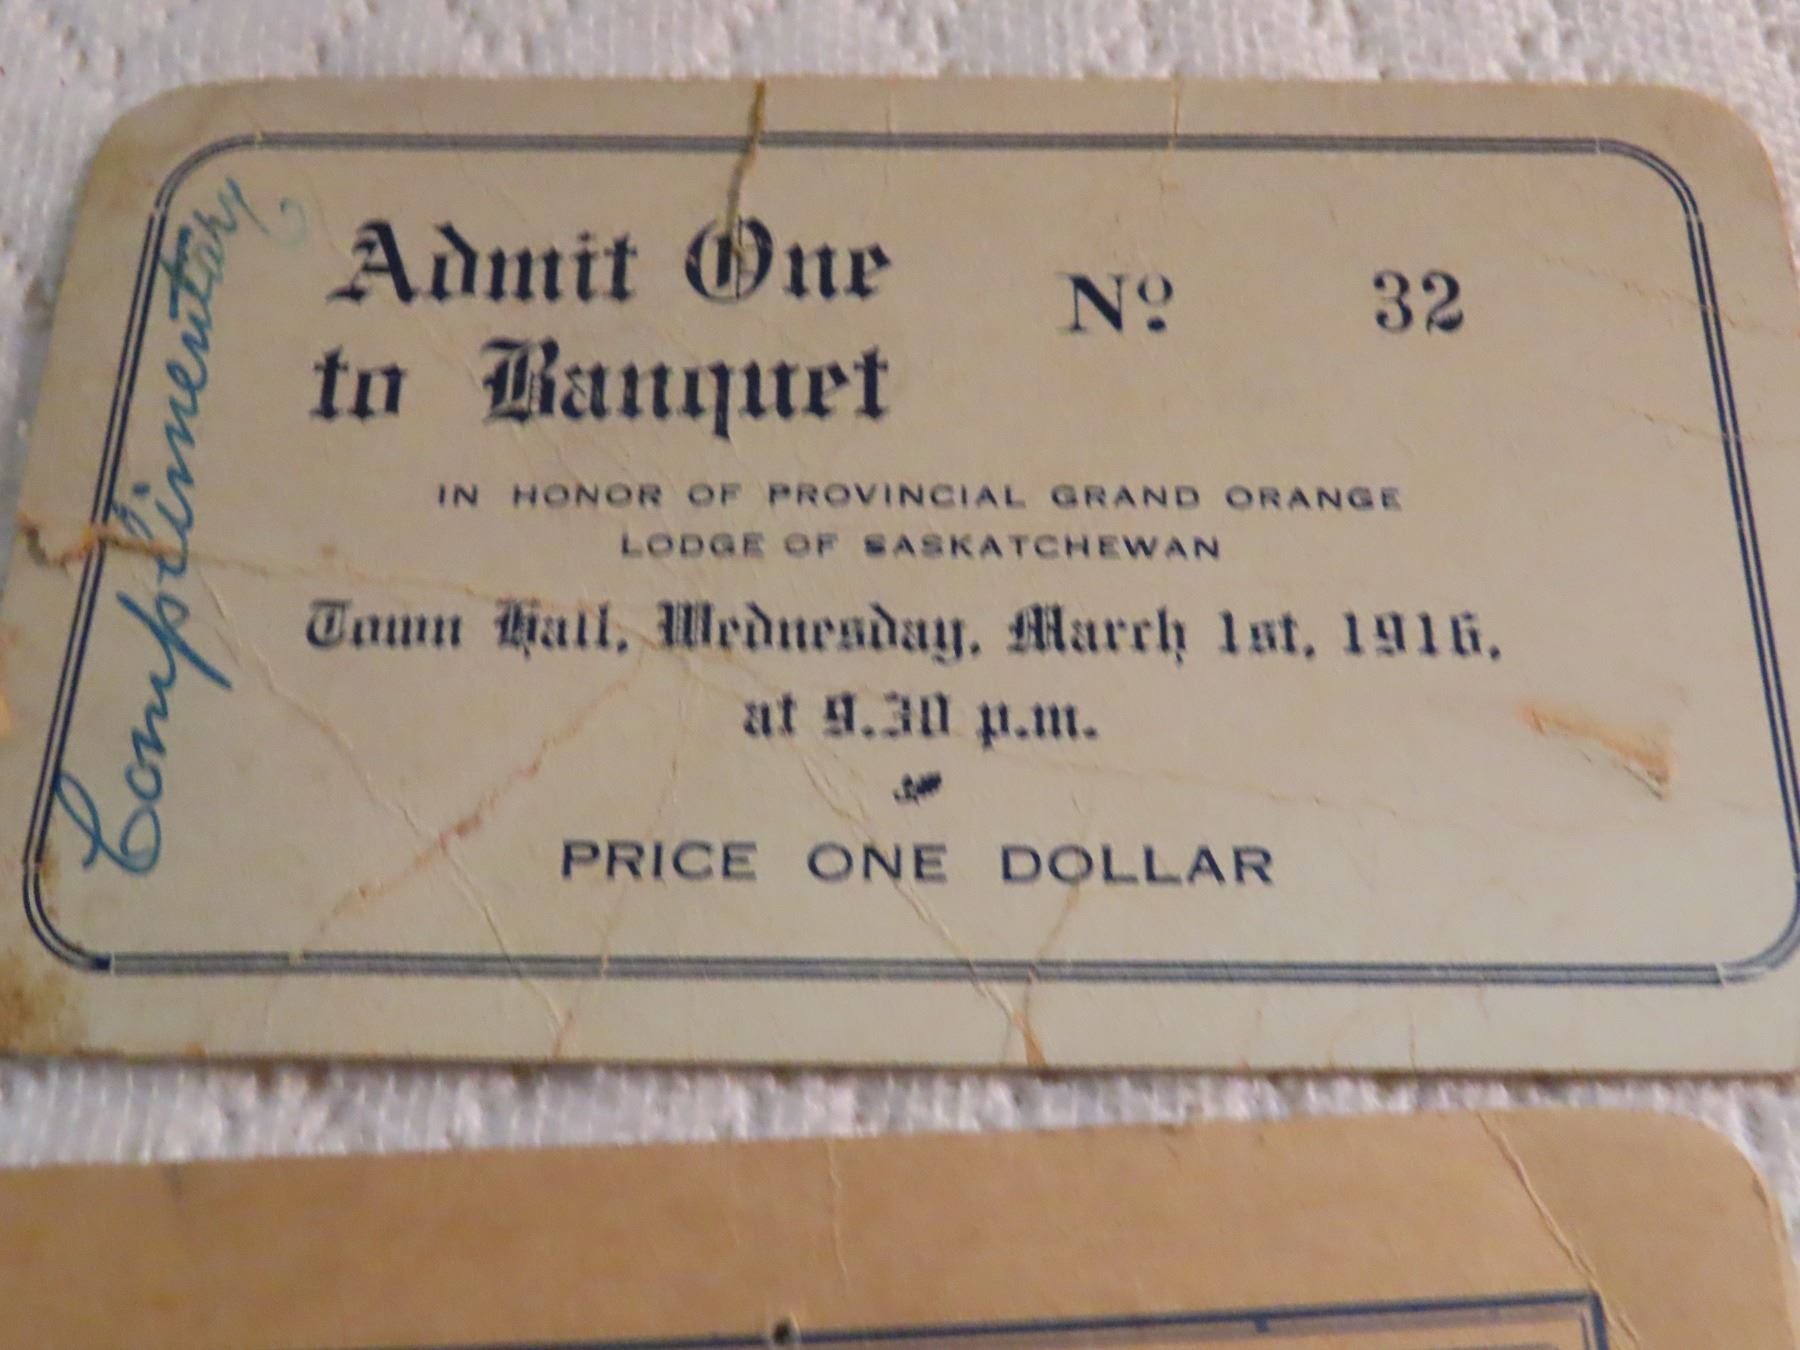 Complimentary
Admit One
to Banquet
Nº 32
IN HONOR OF PROVINCIAL GRAND ORANGE
LODGE OF SASKATCHEWAN
Town Hall, Wednesday, March 1st, 1916,
at 9.30 p.m.
PRICE ONE DOLLAR